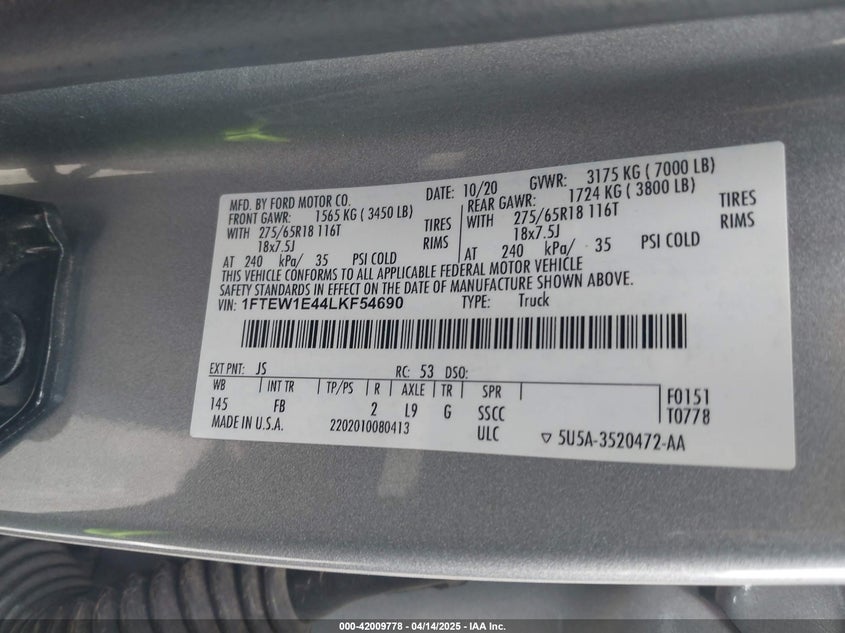 MFD. BY FORD MOTOR CO. DATE: 10/20 GVWR: 3175 KG ( 7000 LB)
FRONT GAWR: 1565 KG ( 3450 LB) REAR GAWR: 1724 KG ( 3800 LB)
WITH 275/65R18 116T TIRES WITH 275/65R18 116T TIRES
18x7.5J RIMS 18x7.5J RIMS
AT 240 kPa/ 35 PSI COLD AT 240 kPa/ 35 PSI COLD
THIS VEHICLE CONFORMS TO ALL APPLICABLE FEDERAL MOTOR VEHICLE
SAFETY STANDARDS IN EFFECT ON THE DATE OF MANUFACTURE SHOWN ABOVE.
VIN: 1FTEW1E44LKF54690 TYPE: Truck
EXT PNT: JS RC: 53 DSO:
WB INT TR TP/PS R AXLE TR SPR F0151
145 FB 2 L9 G SSCC T0778
MADE IN U.S.A. 2202010080413 ULC ▽ 5U5A-3520472-AA
000-42009778 - 04/14/2025 - IAA Inc.